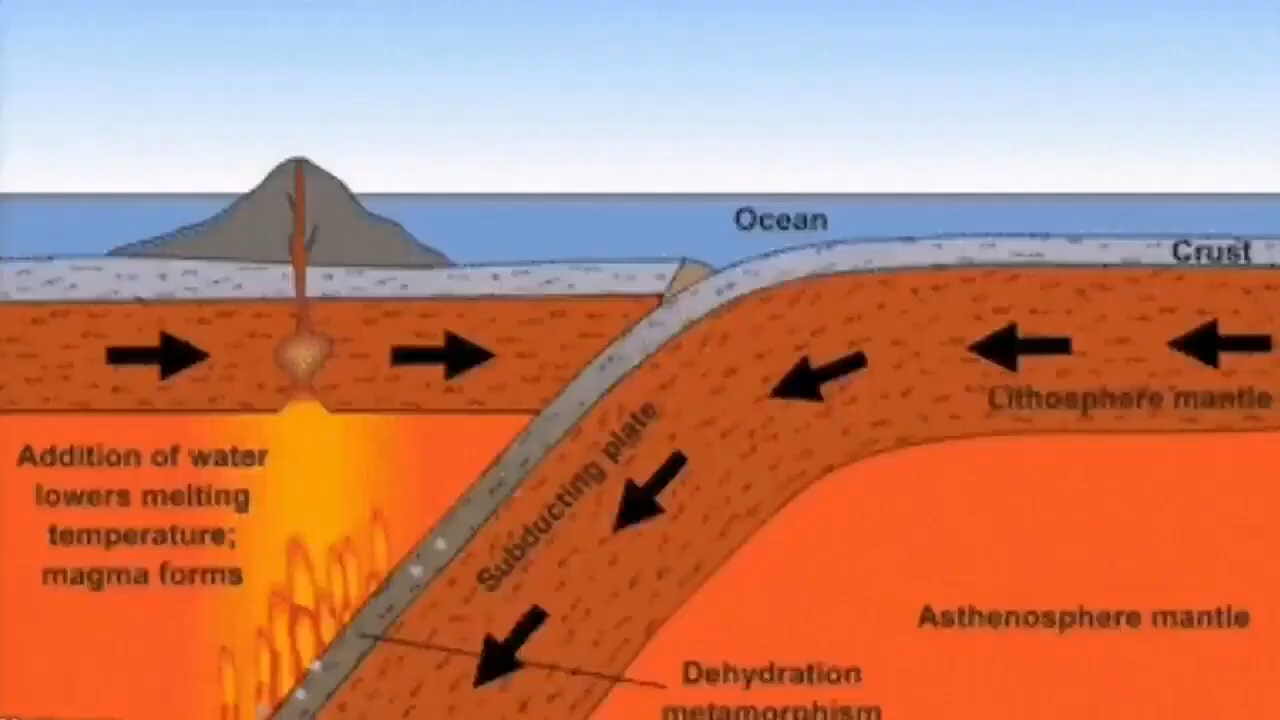 Ocean
Crust
Lithosphere mantle
Subducting plate
Addition of water
lowers melting
temperature;
magma forms
Asthenosphere mantle
Dehydration
metamorphism